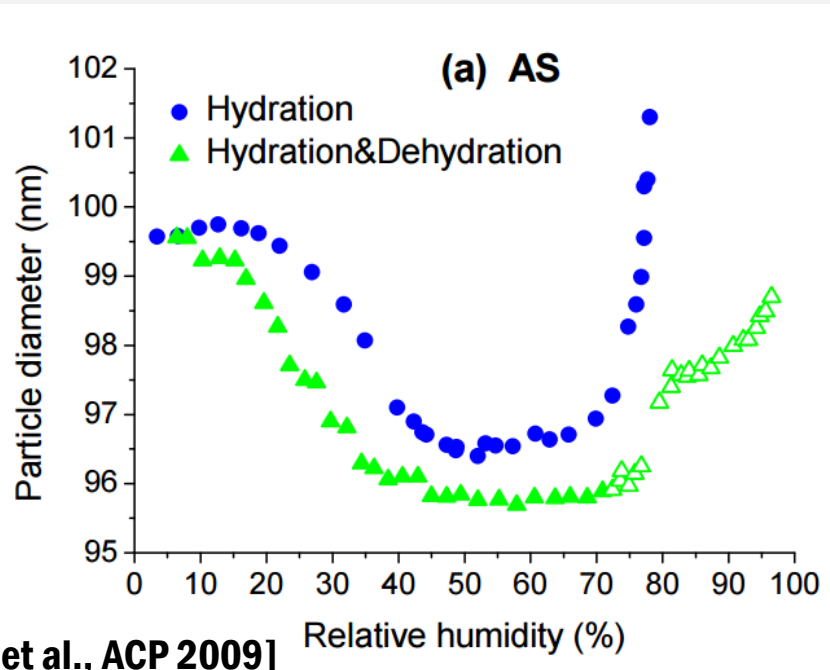 (a) AS
Hydration
Hydration&Dehydration
Particle diameter (nm)
102
101
100
99
98
97
96
95
0 10 20 30 40 50 60 70 80 90 100
Relative humidity (%)
et al., ACP 2009]